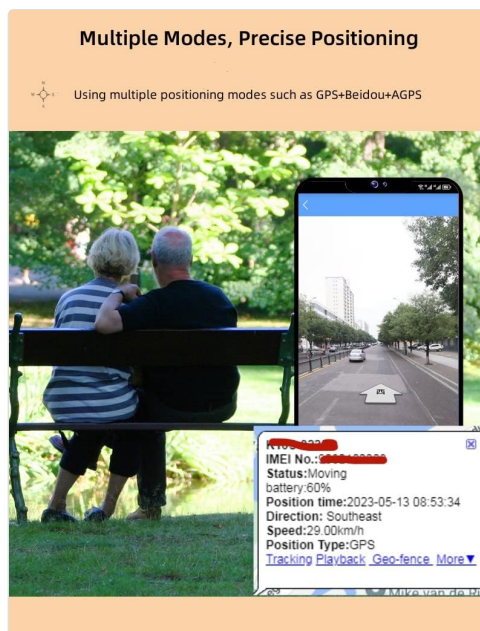 Multiple Modes, Precise Positioning
Using multiple positioning modes such as GPS+Beidou+AGPS
IMEI No.:
Status:Moving
battery:60%
Position time:2023-05-13 08:53:34
Direction: Southeast
Speed:29.00km/h
Position Type:GPS
Tracking Playback Geo-fence More▼
Mike van de